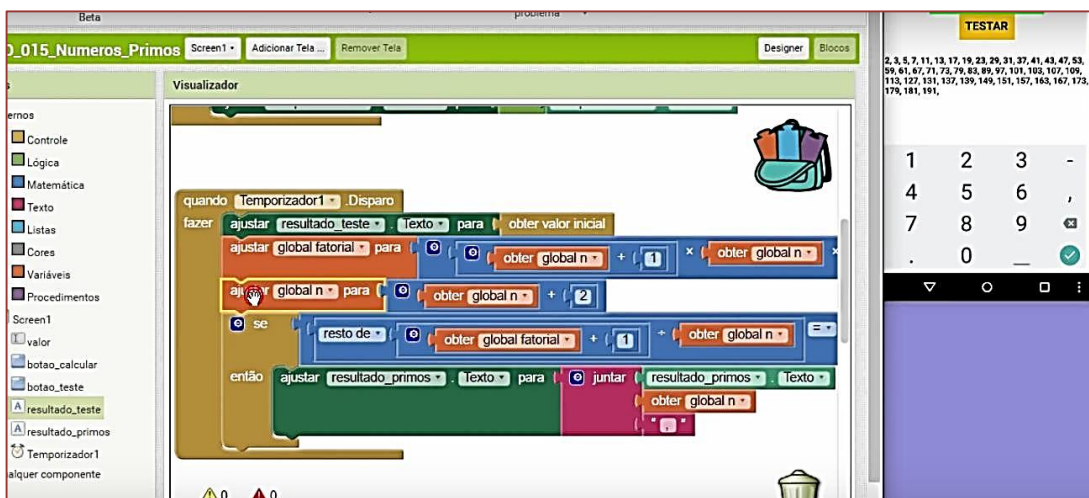 Beta
problema
TESTAR
O_015_Numeros_Primos
Screen1
Adicionar Tela ...
Remover Tela
Designer
Blocos
2, 3, 5, 7, 11, 13, 17, 19, 23, 29, 31, 37, 41, 43, 47, 53,
59, 61, 67, 71, 73, 79, 83, 89, 97, 101, 103, 107, 109,
113, 127, 131, 137, 139, 149, 151, 157, 163, 167, 173,
179, 181, 191,
Visualizador
ernos
Controle
Lógica
Matemática
Texto
Listas
Cores
Variáveis
Procedimentos
Screen1
valor
botao_calcular
botao_teste
resultado_teste
resultado_primos
Temporizador1
alquer componente
quando Temporizador1 .Disparo
fazer ajustar resultado_teste . Texto para obter valor inicial
ajustar global fatorial para obter global n + 1 × obter global n ×
global n para obter global n + 2
se resto de obter global fatorial + 1 ÷ obter global n =
então ajustar resultado_primos . Texto para juntar resultado_primos . Texto
obter global n
" , "
0 0
1 2 3 -
4 5 6 ,
7 8 9
. 0 _